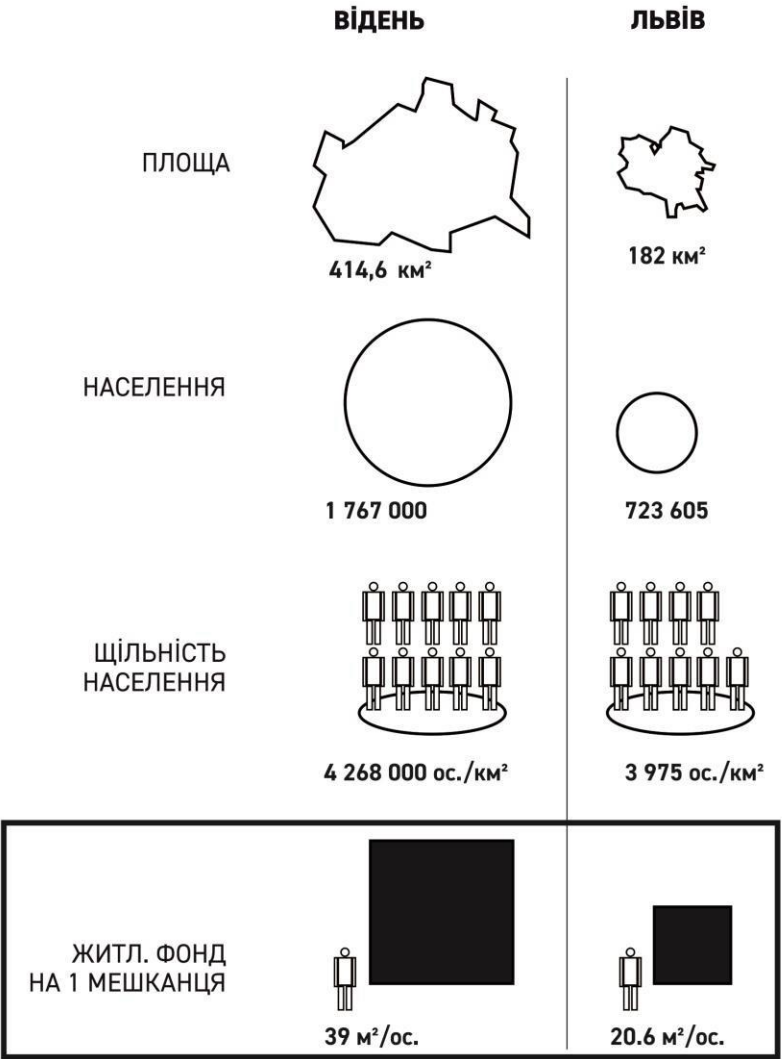 ВІДЕНЬ ЛЬВІВ
ПЛОЩА
414,6 км² 182 км²
НАСЕЛЕННЯ
1 767 000 723 605
ЩІЛЬНІСТЬ
НАСЕЛЕННЯ
4 268 000 ос./км² 3 975 ос./км²
ЖИТЛ. ФОНД
НА 1 МЕШКАНЦЯ
39 м²/ос. 20.6 м²/ос.